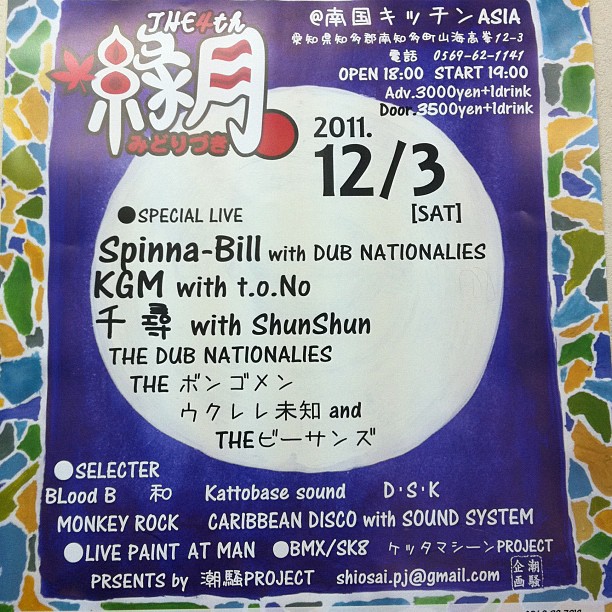 THE 4th
緑月
みどりづき
@南国キッチンASIA
愛知県知多郡南知多町山海高峯12-3
電話 0569-62-1141
OPEN 18:00 START 19:00
Adv.3000yen+1drink
Door.3500yen+1drink
2011.
12/3
[SAT]
●SPECIAL LIVE
Spinna-Bill with DUB NATIONALIES
KGM with t.o.No
千尋 with ShunShun
THE DUB NATIONALIES
THE ボンゴメン
ウクレレ未知 and
THEビーサンズ
●SELECTER
BLood B 和 Kattobase sound D·S·K
MONKEY ROCK CARIBBEAN DISCO with SOUND SYSTEM
●LIVE PAINT AT MAN ●BMX/SK8 ケッタマシーンPROJECT
PRSENTS by 潮騒PROJECT shiosai.pj@gmail.com
潮騒
企画